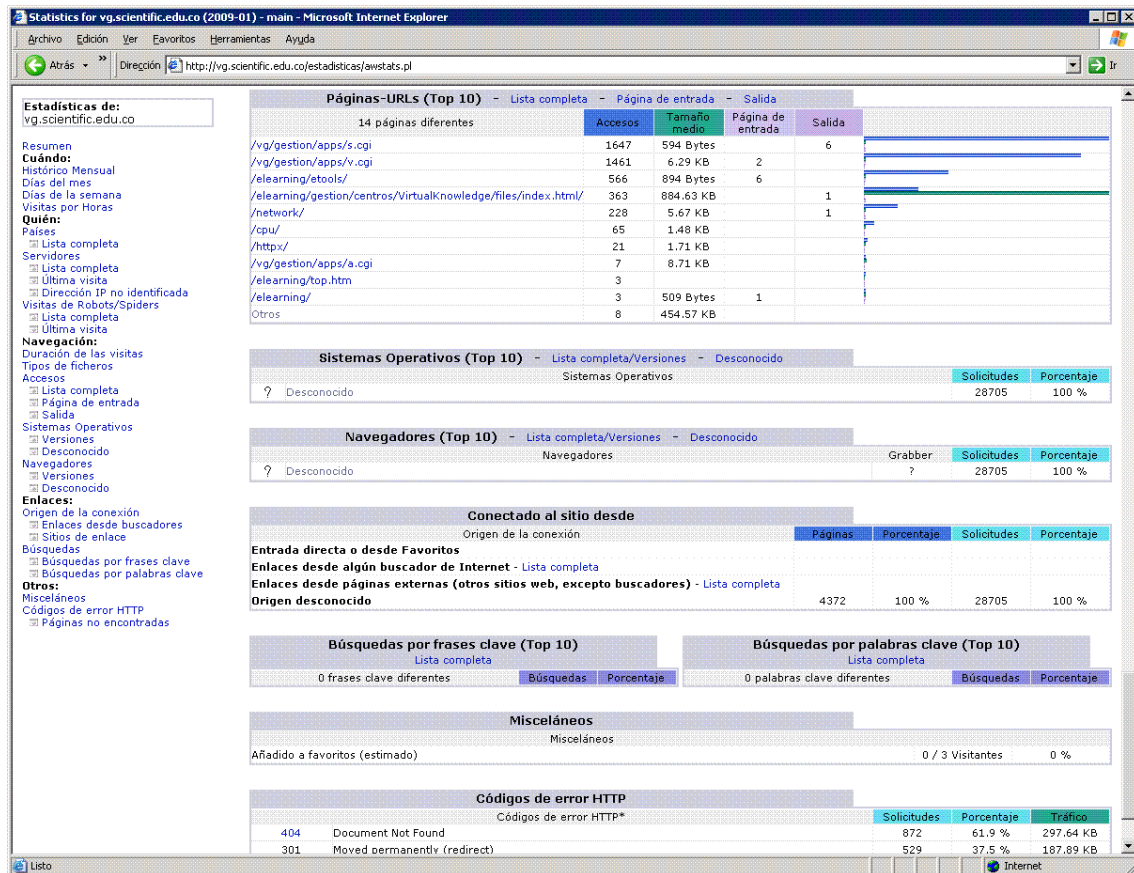 Statistics for vg.scientific.edu.co (2009-01) - main - Microsoft Internet Explorer
Archivo Edición Ver Favoritos Herramientas Ayuda
Atrás » Dirección http://vg.scientific.edu.co/estadisticas/awstats.pl Ir
Estadísticas de:
vg.scientific.edu.co
Resumen
Cuándo:
Histórico Mensual
Días del mes
Días de la semana
Visitas por Horas
Quién:
Países
Lista completa
Servidores
Lista completa
Última visita
Dirección IP no identificada
Visitas de Robots/Spiders
Lista completa
Última visita
Navegación:
Duración de las visitas
Tipos de ficheros
Accesos
Lista completa
Página de entrada
Salida
Sistemas Operativos
Versiones
Desconocido
Navegadores
Versiones
Desconocido
Enlaces:
Origen de la conexión
Enlaces desde buscadores
Sitios de enlace
Búsquedas
Búsquedas por frases clave
Búsquedas por palabras clave
Otros:
Misceláneos
Códigos de error HTTP
Páginas no encontradas
Páginas-URLs (Top 10) - Lista completa - Página de entrada - Salida
14 páginas diferentes Accesos Tamaño medio Página de entrada Salida
/vg/gestion/apps/s.cgi 1647 594 Bytes 6
/vg/gestion/apps/v.cgi 1461 6.29 KB 2
/elearning/etools/ 566 894 Bytes 6
/elearning/gestion/centros/VirtualKnowledge/files/index.html/ 363 884.63 KB 1
/network/ 228 5.67 KB 1
/cpu/ 65 1.48 KB
/httpx/ 21 1.71 KB
/vg/gestion/apps/a.cgi 7 8.71 KB
/elearning/top.htm 3
/elearning/ 3 509 Bytes 1
Otros 8 454.57 KB
Sistemas Operativos (Top 10) - Lista completa/Versiones - Desconocido
Sistemas Operativos Solicitudes Porcentaje
? Desconocido 28705 100 %
Navegadores (Top 10) - Lista completa/Versiones - Desconocido
Navegadores Grabber Solicitudes Porcentaje
? Desconocido ? 28705 100 %
Conectado al sitio desde
Origen de la conexión Páginas Porcentaje Solicitudes Porcentaje
Entrada directa o desde Favoritos
Enlaces desde algún buscador de Internet - Lista completa
Enlaces desde páginas externas (otros sitios web, excepto buscadores) - Lista completa
Origen desconocido 4372 100 % 28705 100 %
Búsquedas por frases clave (Top 10)
Lista completa
0 frases clave diferentes Búsquedas Porcentaje
Búsquedas por palabras clave (Top 10)
Lista completa
0 palabras clave diferentes Búsquedas Porcentaje
Misceláneos
Misceláneos
Añadido a favoritos (estimado) 0 / 3 Visitantes 0 %
Códigos de error HTTP
Códigos de error HTTP* Solicitudes Porcentaje Tráfico
404 Document Not Found 872 61.9 % 297.64 KB
301 Moved permanently (redirect) 529 37.5 % 187.89 KB
Listo Internet